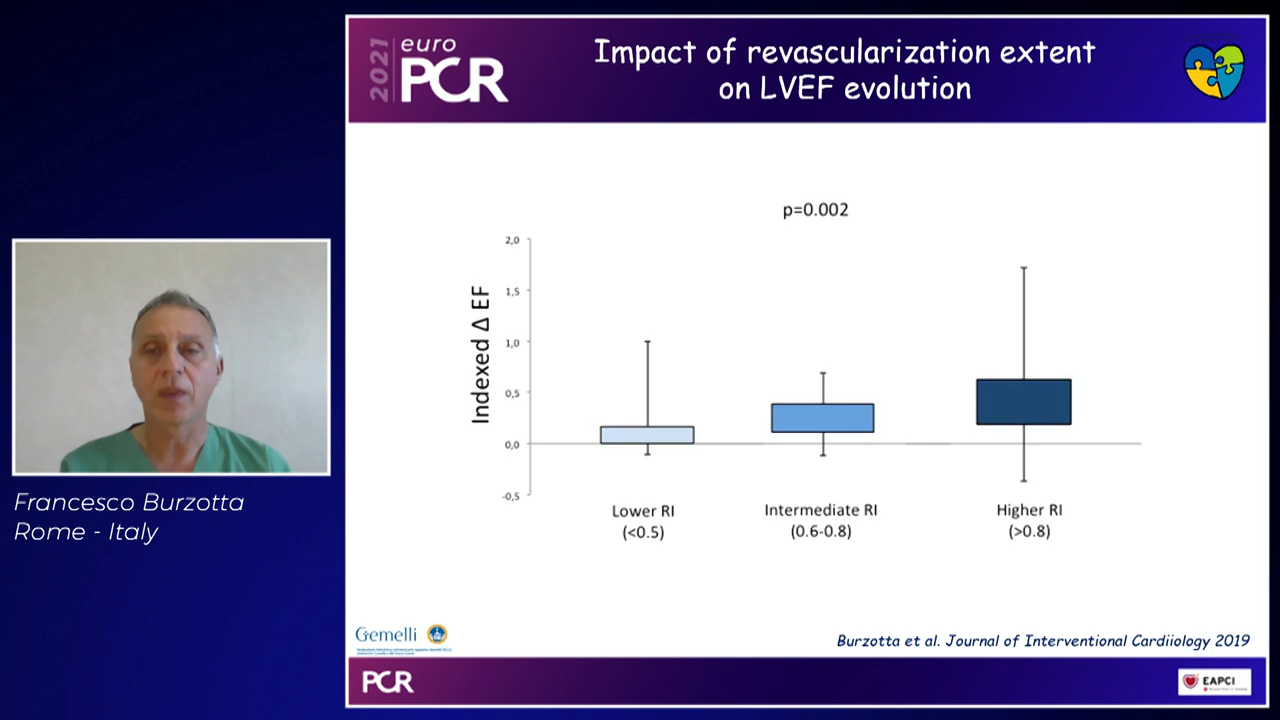 2021 euro
PCR
Impact of revascularization extent
on LVEF evolution
p=0.002
Indexed Δ EF
2,0
1,5
1,0
0,5
0,0
-0,5
Lower RI
(<0.5)
Intermediate RI
(0.6-0.8)
Higher RI
(>0.8)
Francesco Burzotta
Rome - Italy
Gemelli
Burzotta et al. Journal of Interventional Cardiiology 2019
PCR
EAPCI